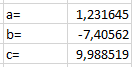 a= 1,231645
b= -7,40562
c= 9,988519